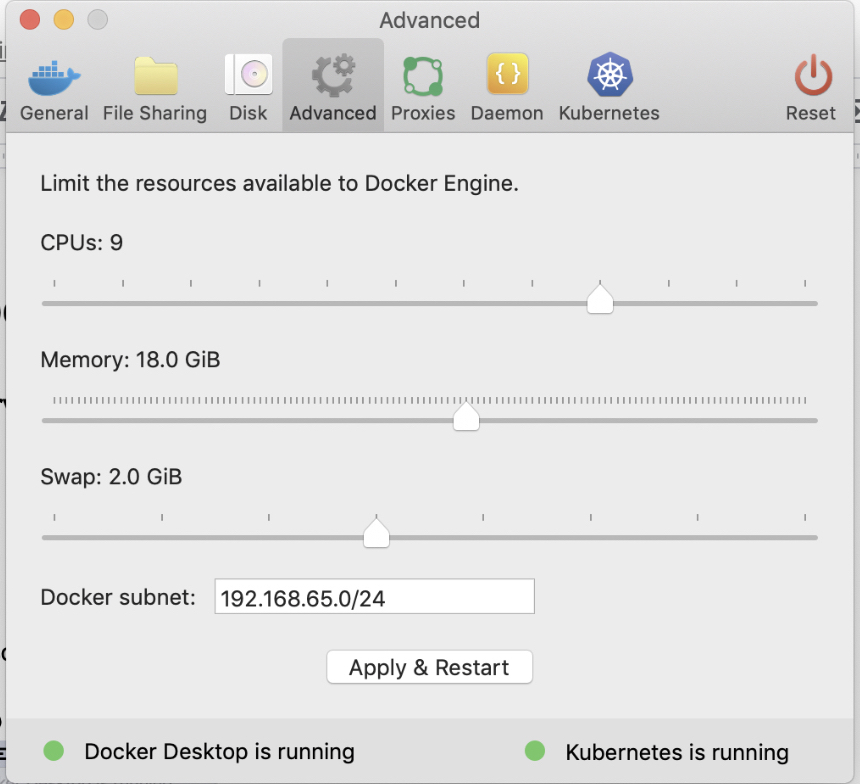 Advanced
General File Sharing Disk Advanced Proxies Daemon Kubernetes Reset
Limit the resources available to Docker Engine.
CPUs: 9
Memory: 18.0 GiB
Swap: 2.0 GiB
Docker subnet: 192.168.65.0/24
Apply & Restart
Docker Desktop is running Kubernetes is running